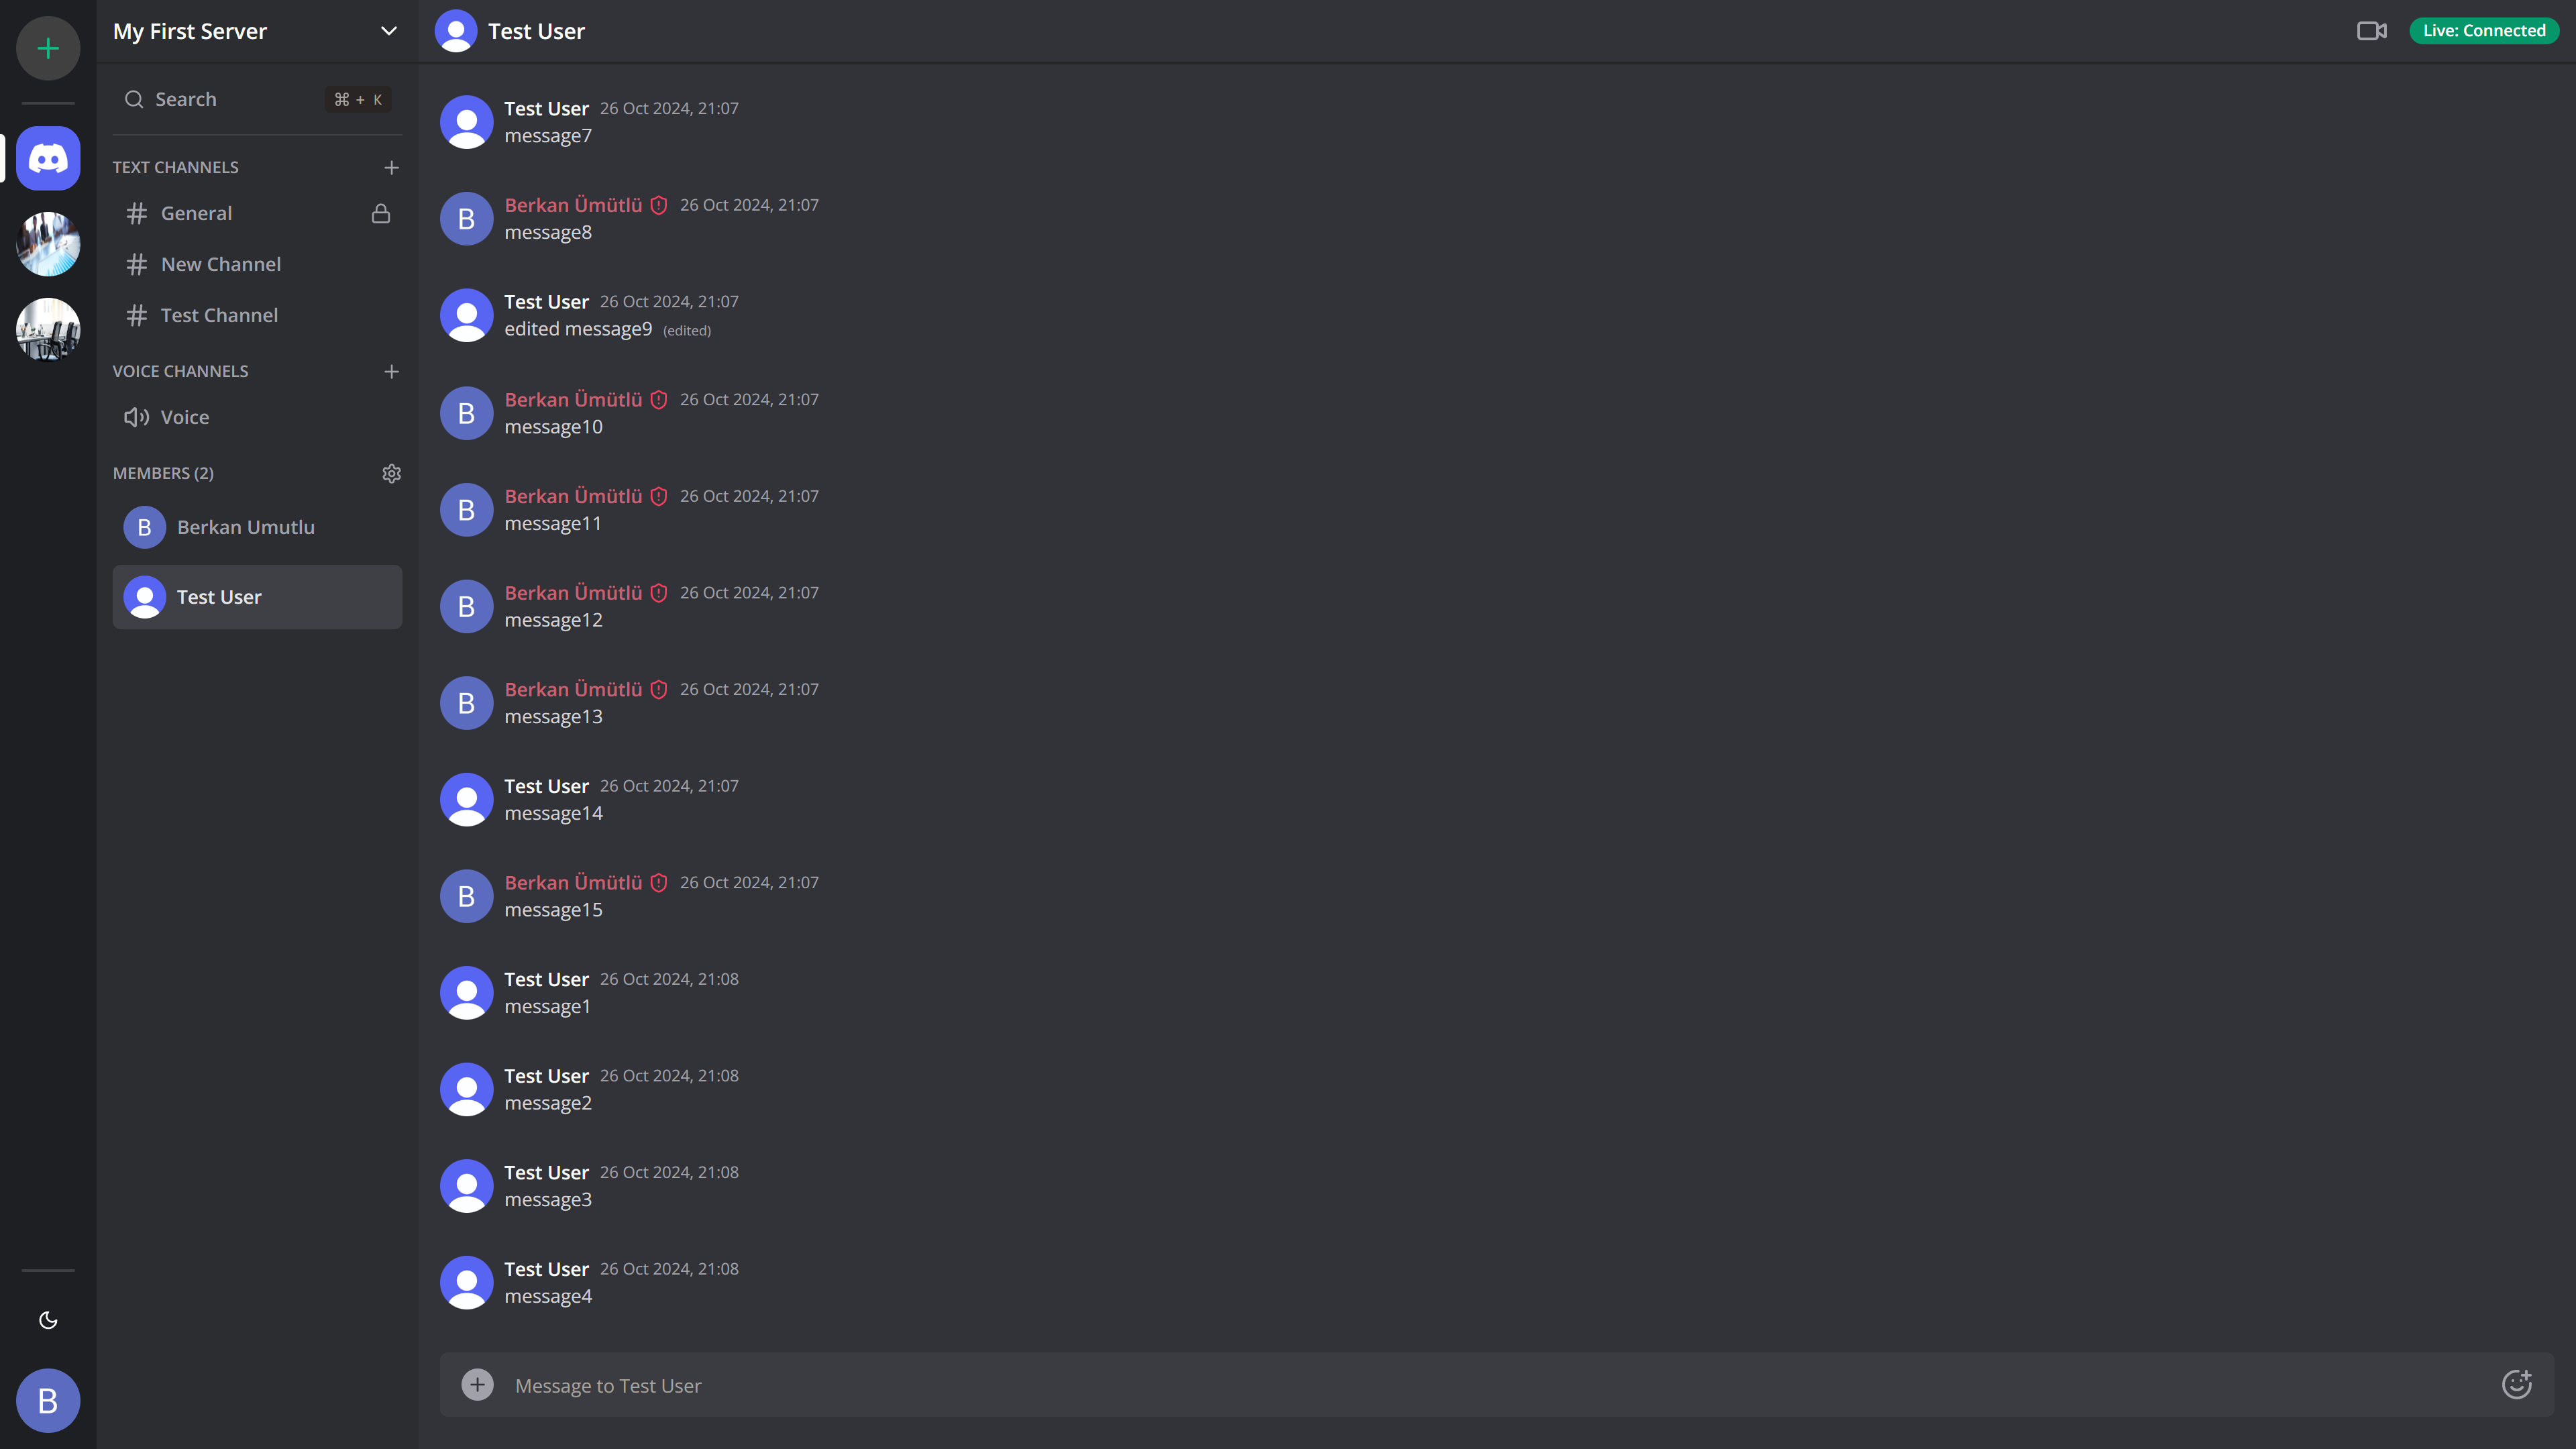 My First Server
Search
⌘ + K
TEXT CHANNELS
General
New Channel
Test Channel
VOICE CHANNELS
Voice
MEMBERS (2)
B Berkan Umutlu
Test User
B
Test User
Live: Connected
Test User 26 Oct 2024, 21:07
message7
B Berkan Ümütlü 26 Oct 2024, 21:07
message8
Test User 26 Oct 2024, 21:07
edited message9 (edited)
B Berkan Ümütlü 26 Oct 2024, 21:07
message10
B Berkan Ümütlü 26 Oct 2024, 21:07
message11
B Berkan Ümütlü 26 Oct 2024, 21:07
message12
B Berkan Ümütlü 26 Oct 2024, 21:07
message13
Test User 26 Oct 2024, 21:07
message14
B Berkan Ümütlü 26 Oct 2024, 21:07
message15
Test User 26 Oct 2024, 21:08
message1
Test User 26 Oct 2024, 21:08
message2
Test User 26 Oct 2024, 21:08
message3
Test User 26 Oct 2024, 21:08
message4
Message to Test User